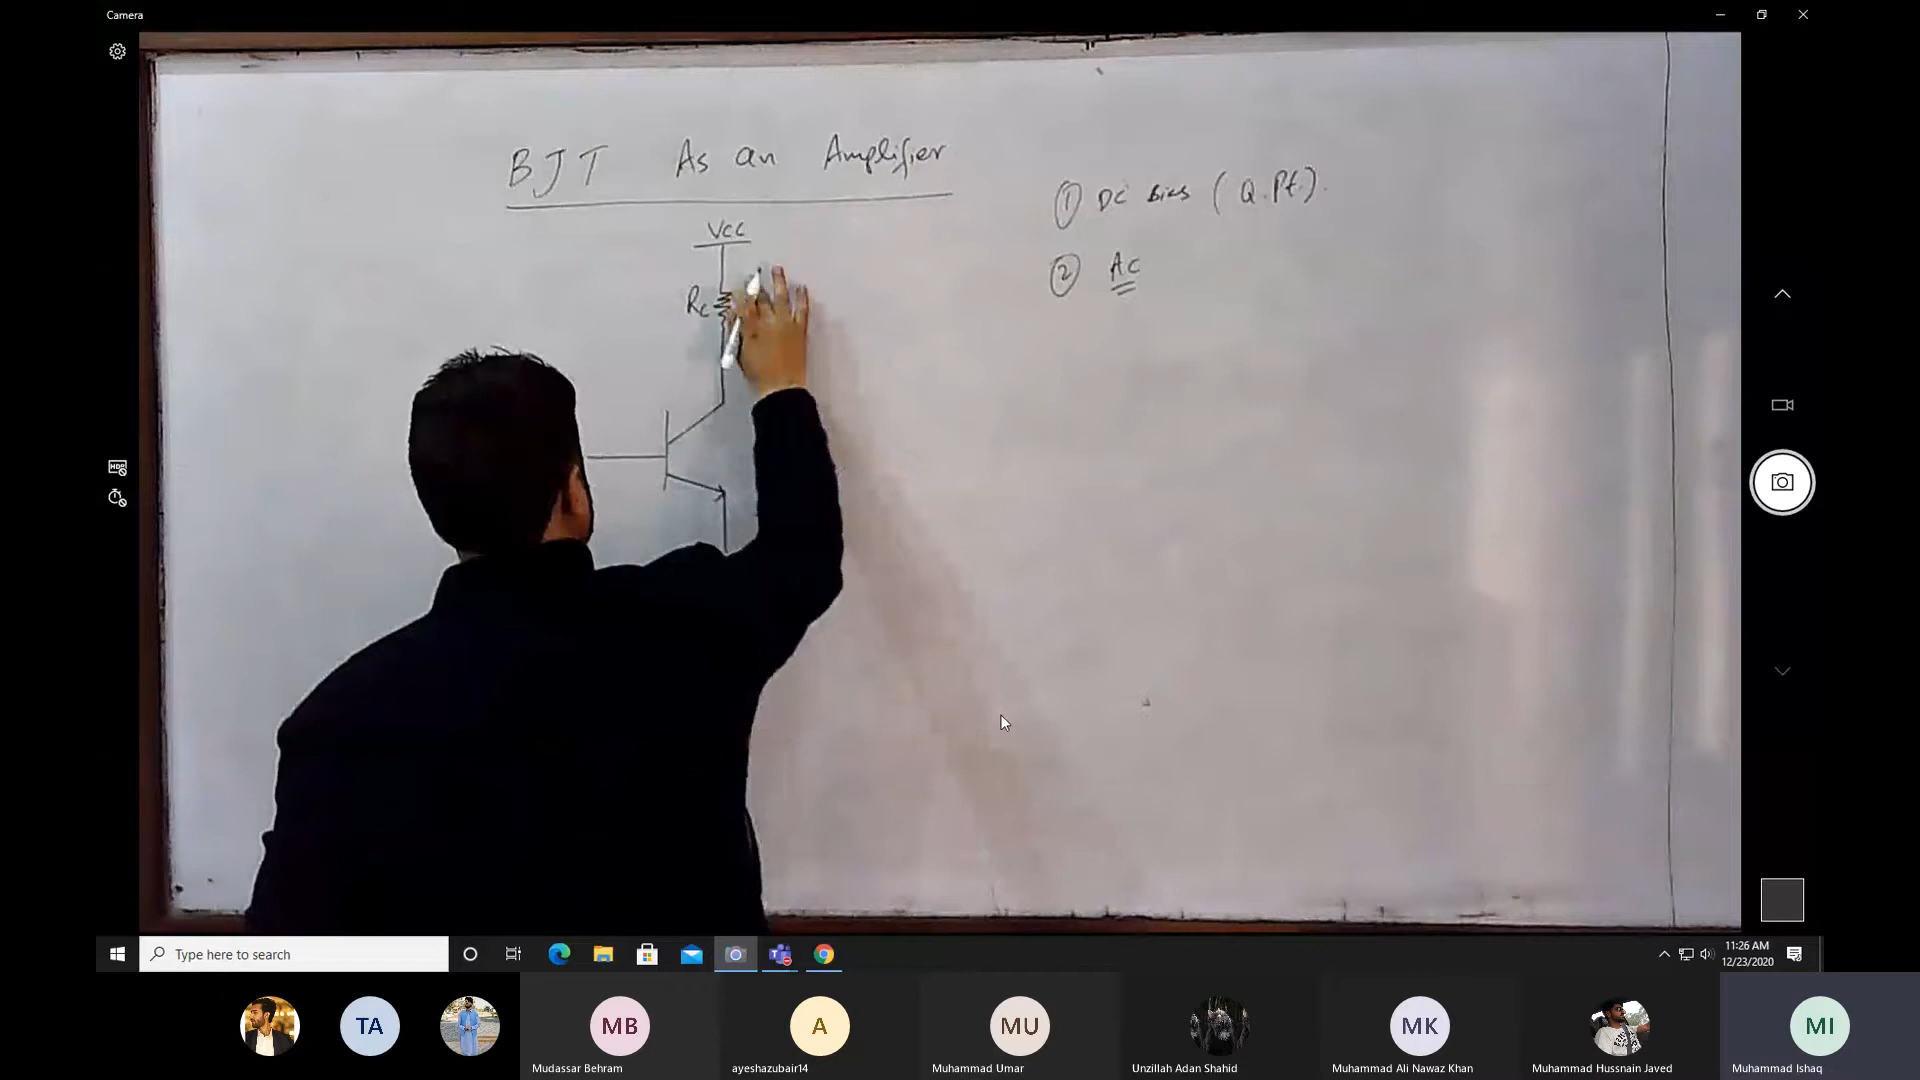 Camera
BJT As an Amplifier
① DC Bias (Q.Pt.).
VCC
② AC
RC
Type here to search
11:26 AM
12/23/2020
TA
MB
A
MU
MK
MI
Mudassar Behram
ayeshazubair14
Muhammad Umar
Unzillah Adan Shahid
Muhammad Ali Nawaz Khan
Muhammad Hussnain Javed
Muhammad Ishaq